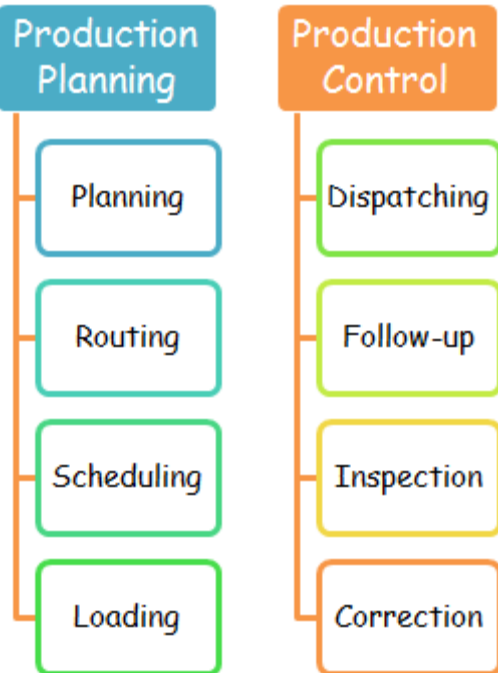 Production
Planning
Planning
Routing
Scheduling
Loading
Production
Control
Dispatching
Follow-up
Inspection
Correction